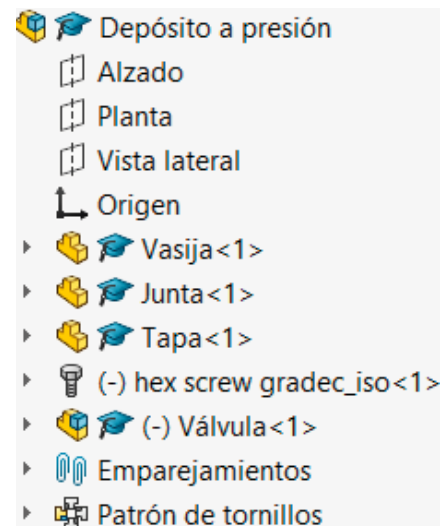 Depósito a presión
Alzado
Planta
Vista lateral
Origen
Vasija<1>
Junta<1>
Tapa<1>
(-) hex screw gradec_iso<1>
(-) Válvula<1>
Emparejamientos
Patrón de tornillos